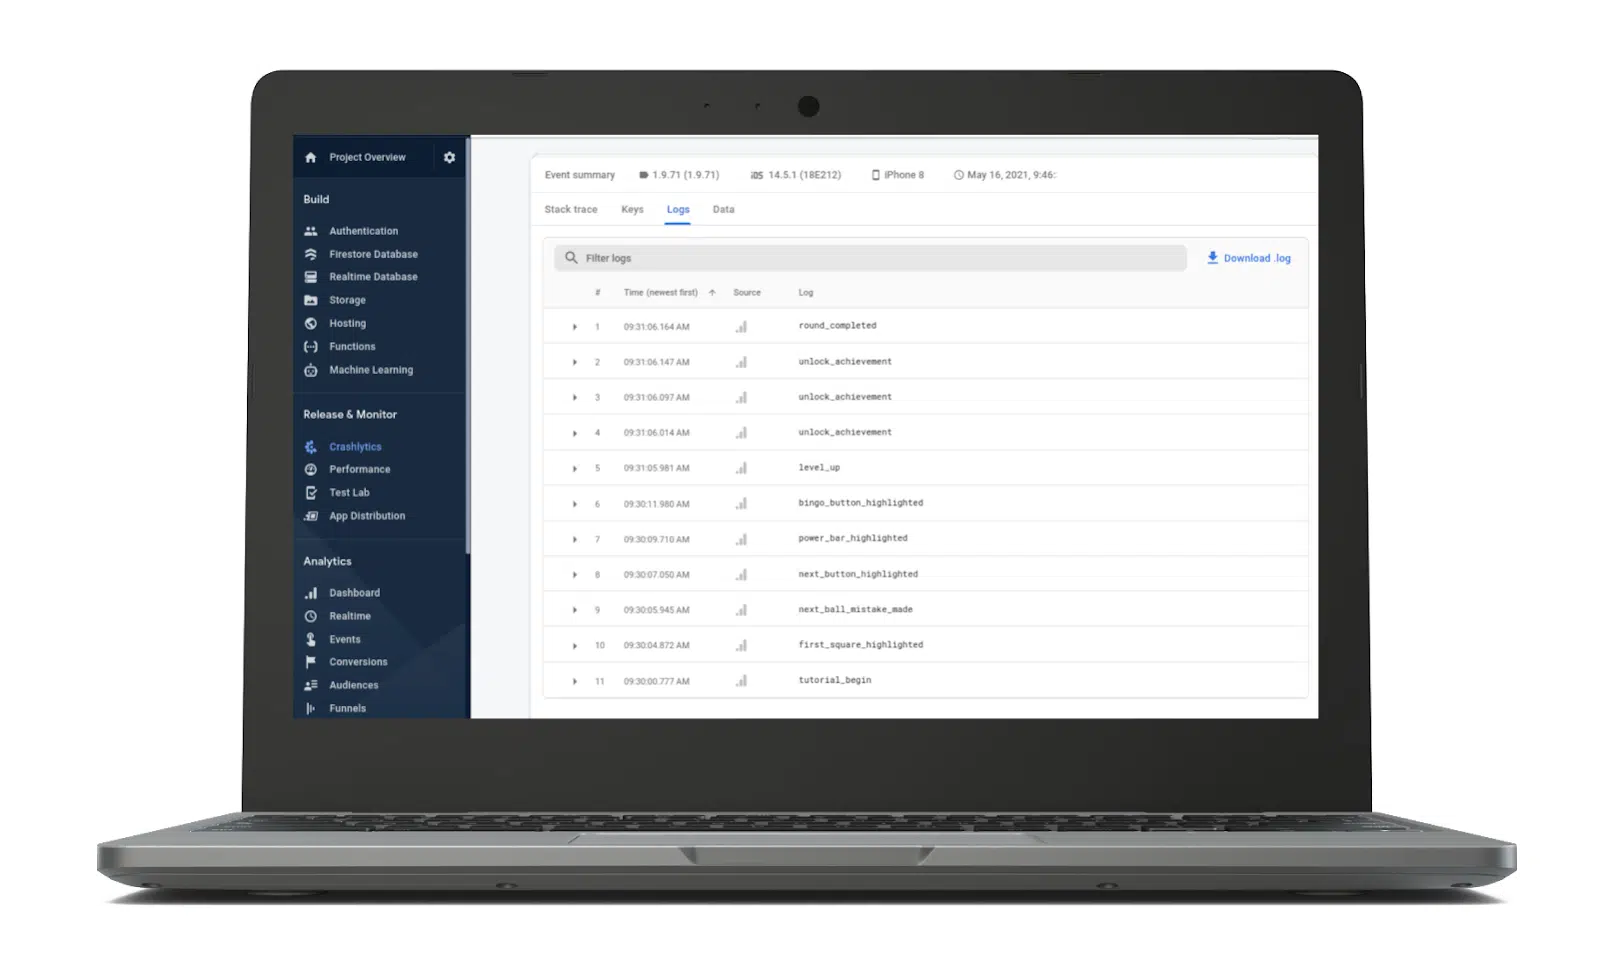 Project Overview
Build
Authentication
Firestore Database
Realtime Database
Storage
Hosting
Functions
Machine Learning
Release & Monitor
Crashlytics
Performance
Test Lab
App Distribution
Analytics
Dashboard
Realtime
Events
Conversions
Audiences
Funnels
Event summary 1.9.71 (1.9.71) iOS 14.5.1 (18E212) iPhone 8 May 16, 2021, 9:46:
Stack trace Keys Logs Data
Filter logs Download .log
# Time (newest first) Source Log
1 09:31:06.164 AM round_completed
2 09:31:06.147 AM unlock_achievement
3 09:31:06.097 AM unlock_achievement
4 09:31:06.014 AM unlock_achievement
5 09:31:05.981 AM level_up
6 09:30:11.980 AM bingo_button_highlighted
7 09:30:09.710 AM power_bar_highlighted
8 09:30:07.050 AM next_button_highlighted
9 09:30:05.945 AM next_ball_mistake_made
10 09:30:04.872 AM first_square_highlighted
11 09:30:00.777 AM tutorial_begin